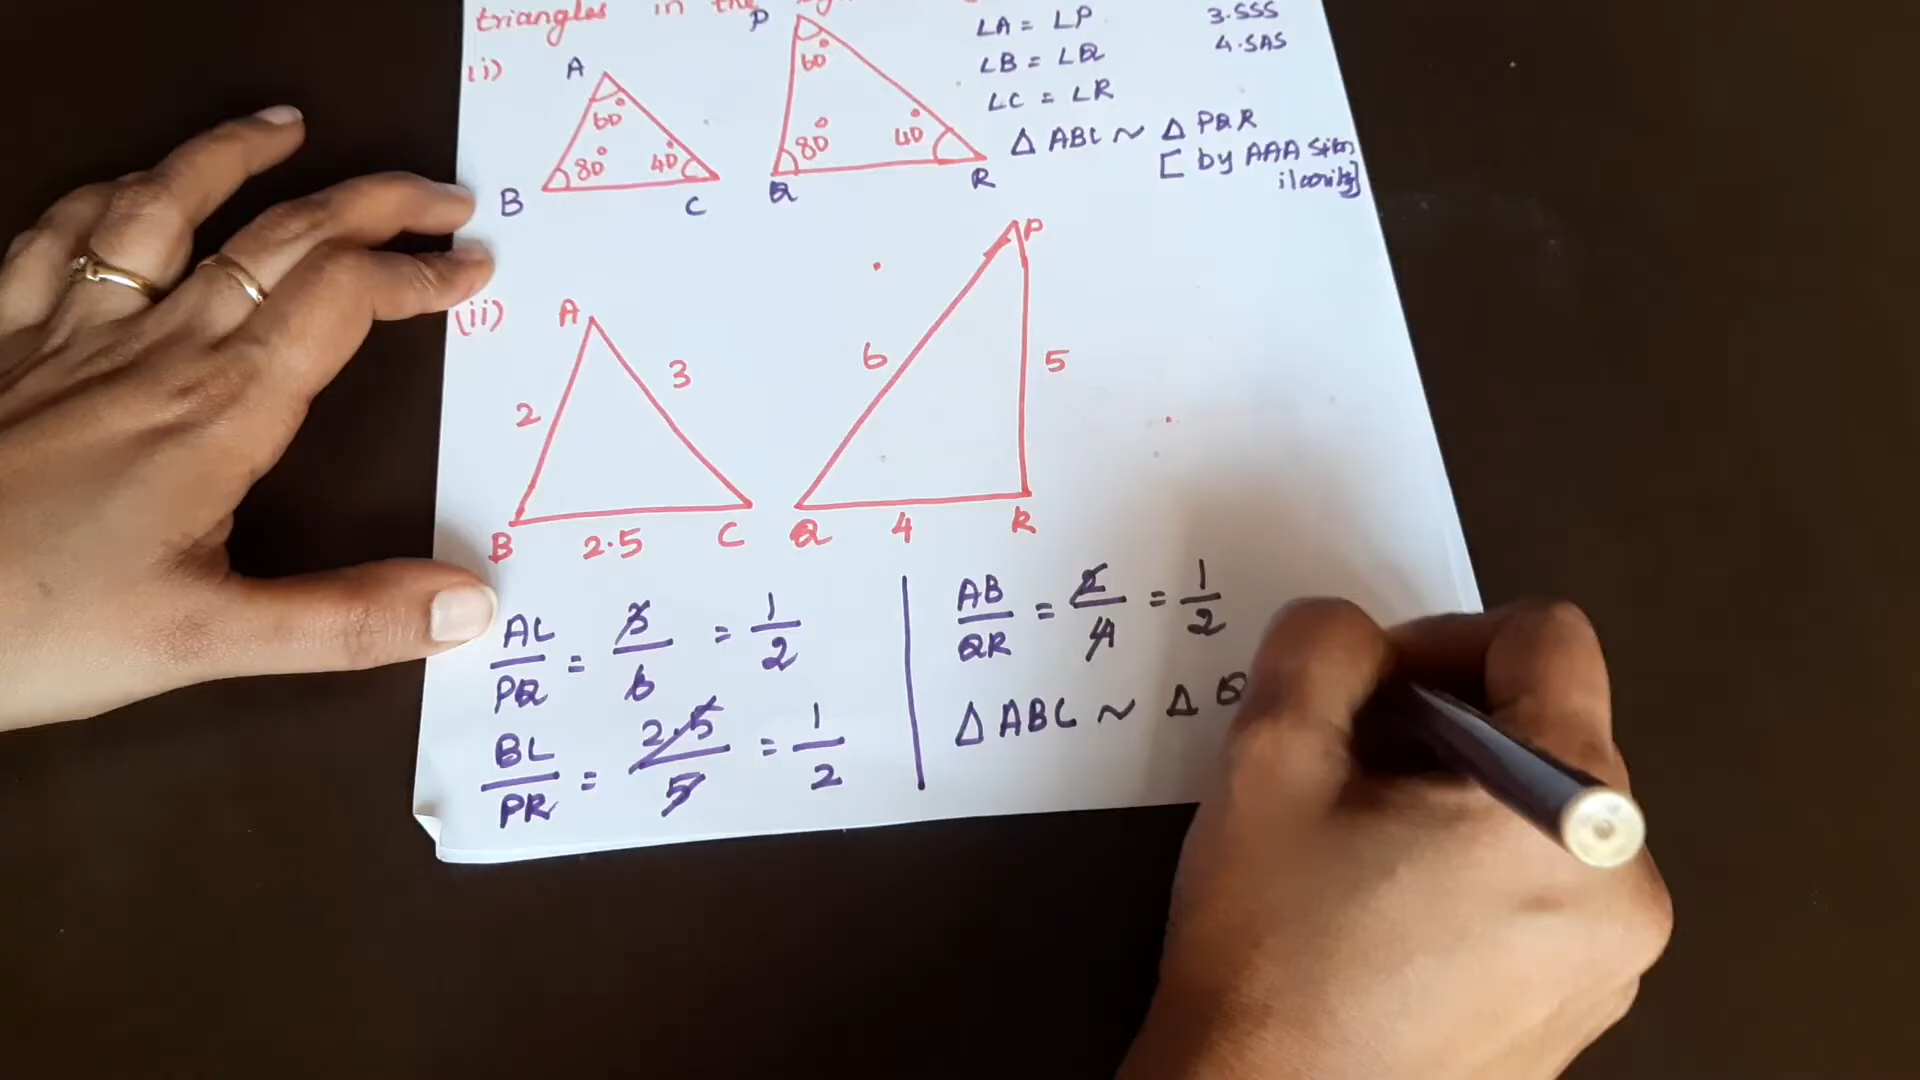 triangles in the
P
∠A = ∠P
3.SSS
∠B = ∠Q
4.SAS
(i)
A
60°
∠C = ∠R
60°
80°
40°
80°
40°
Δ ABC ~ Δ PQR
[ by AAA Sim
ilarity]
B
C
Q
R
P
(ii)
A
6
5
3
2
B
2.5
C
Q
4
R
AC/PQ = 3/6 = 1/2
AB/QR = 2/4 = 1/2
BC/PR = 2.5/5 = 1/2
Δ ABC ~ Δ Q